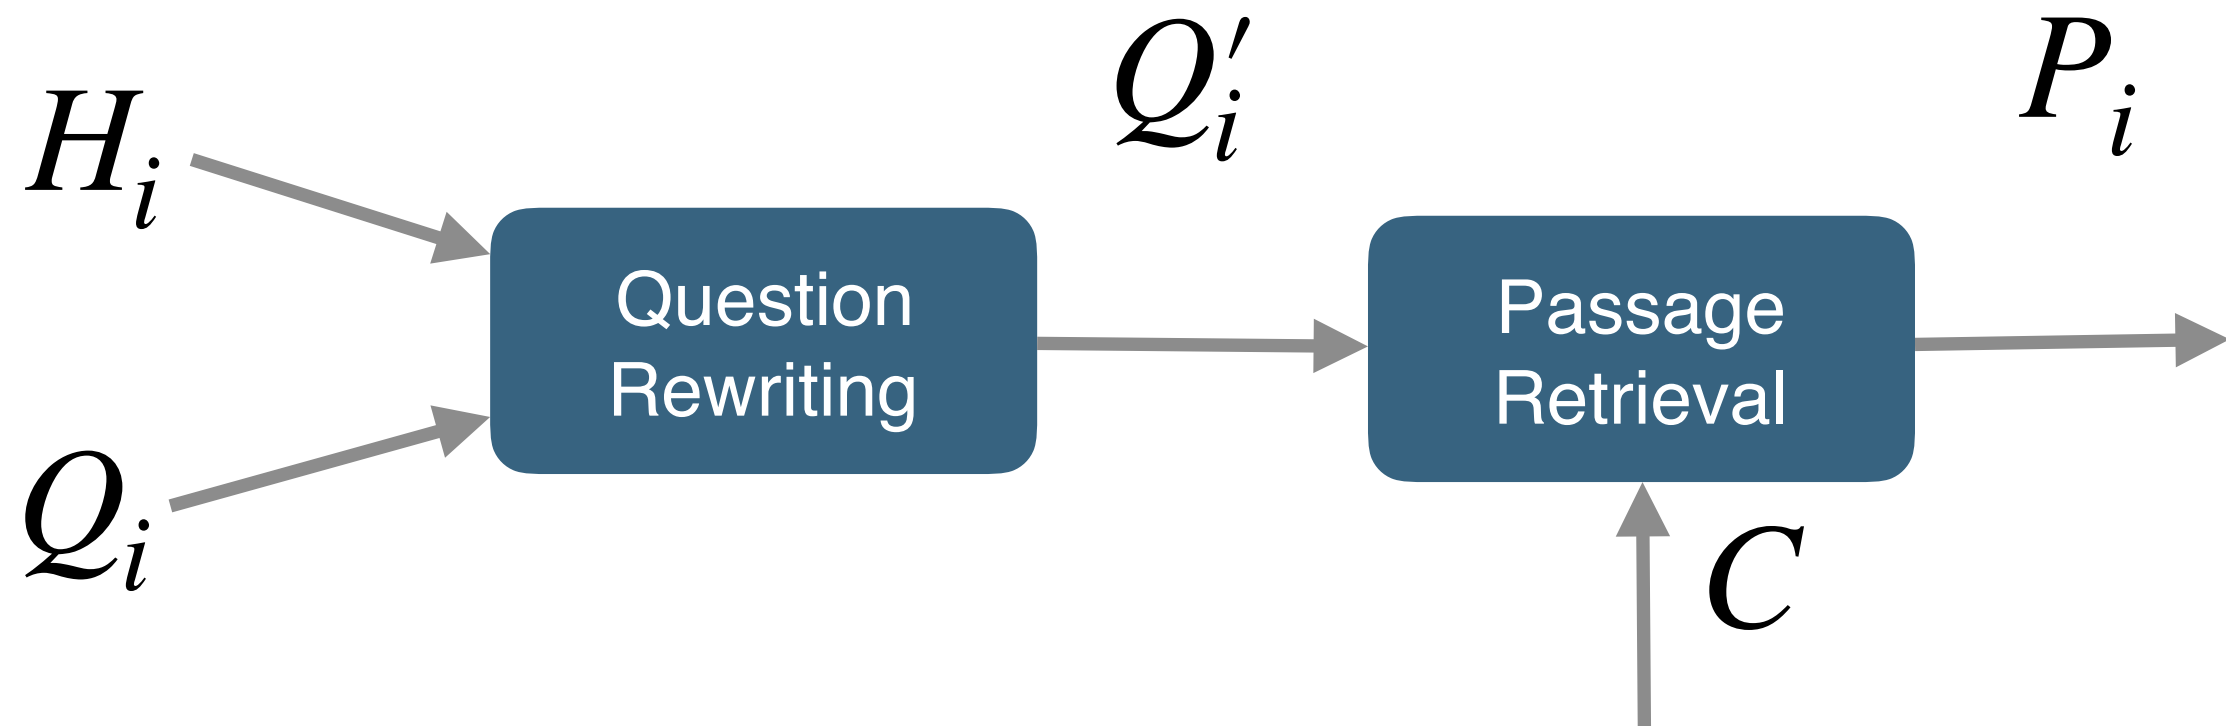 H_i
Q_i
Question
Rewriting
Q′_i
Passage
Retrieval
C
P_i